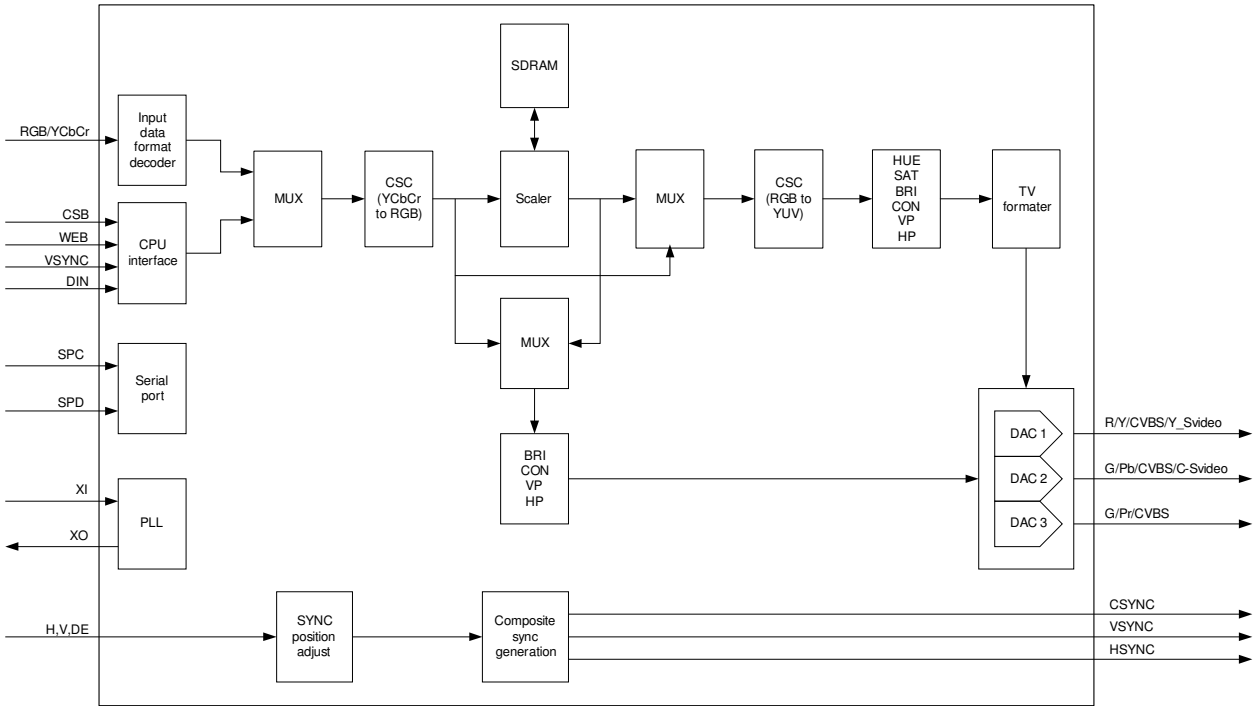 SDRAM
RGB/YCbCr
Input
data
format
decoder
MUX
CSC
(YCbCr
to RGB)
Scaler
MUX
CSC
(RGB to
YUV)
HUE
SAT
BRI
CON
VP
HP
TV
formater
CSB
WEB
VSYNC
DIN
CPU
interface
MUX
SPC
SPD
Serial
port
BRI
CON
VP
HP
DAC 1
DAC 2
DAC 3
R/Y/CVBS/Y_Svideo
G/Pb/CVBS/C-Svideo
G/Pr/CVBS
XI
XO
PLL
H,V,DE
SYNC
position
adjust
Composite
sync
generation
CSYNC
VSYNC
HSYNC